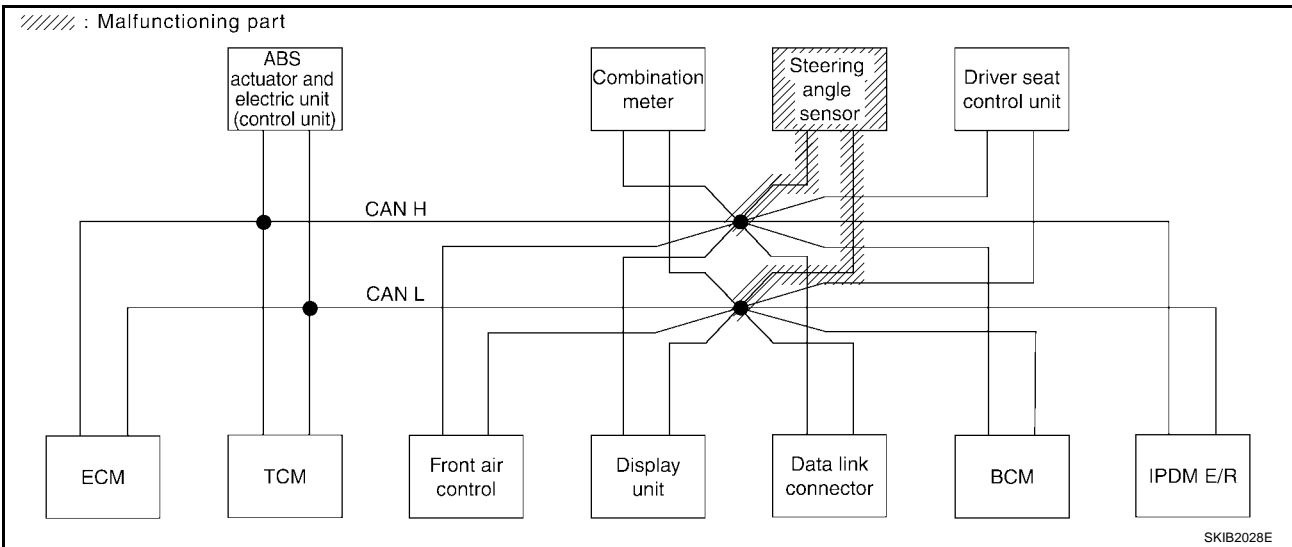 : Malfunctioning part
ABS
actuator and
electric unit
(control unit)
Combination
meter
Steering
angle
sensor
Driver seat
control unit
CAN H
CAN L
ECM
TCM
Front air
control
Display
unit
Data link
connector
BCM
IPDM E/R
SKIB2028E